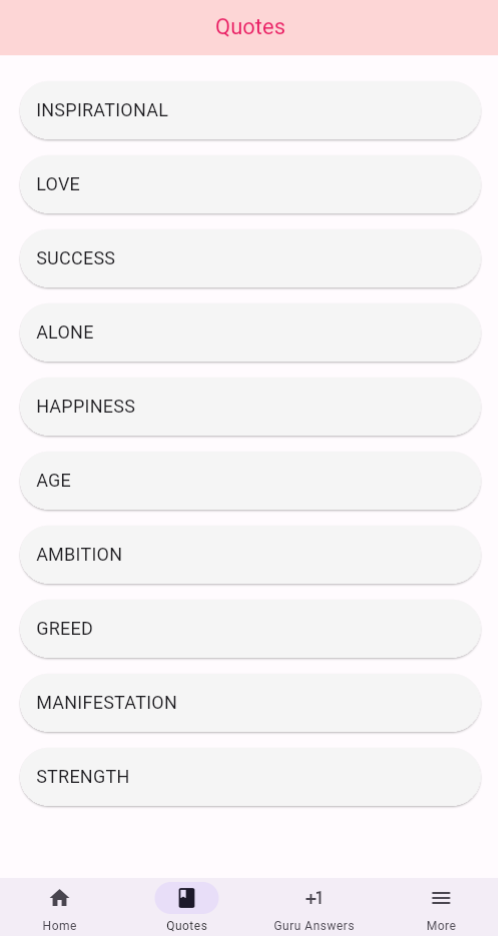 Quotes
INSPIRATIONAL
LOVE
SUCCESS
ALONE
HAPPINESS
AGE
AMBITION
GREED
MANIFESTATION
STRENGTH
+1
Home Quotes Guru Answers More